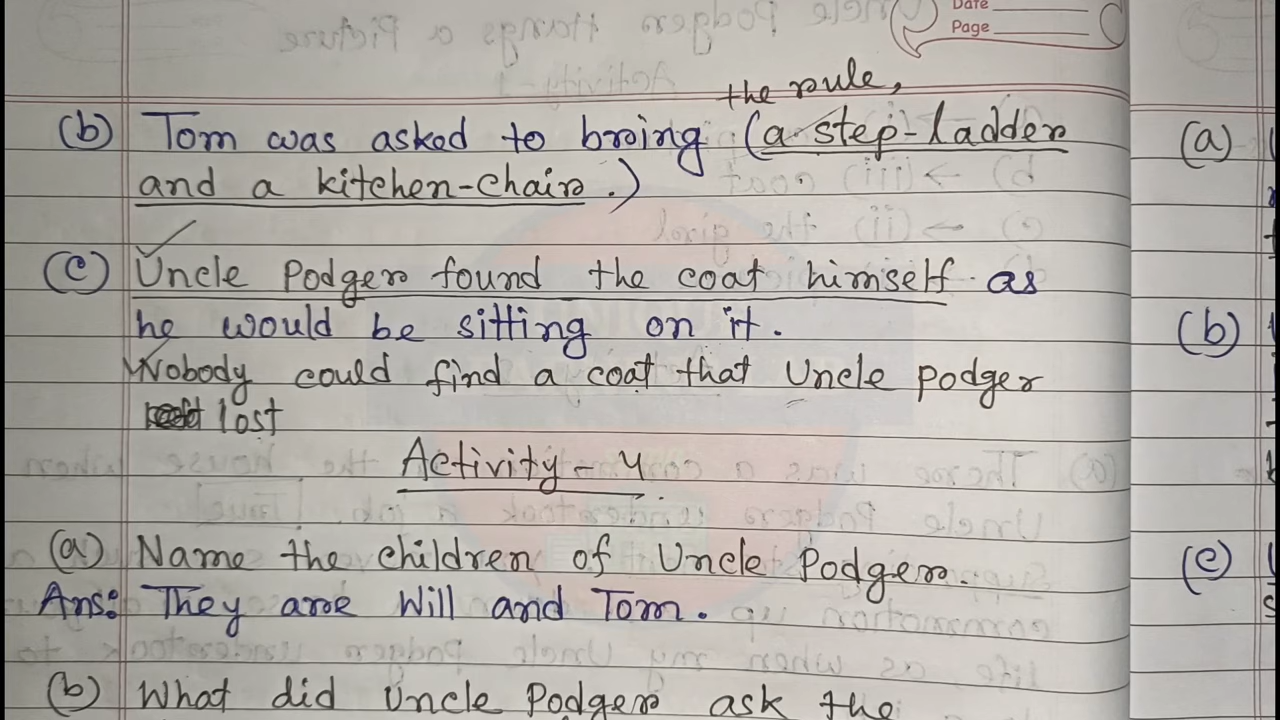 Date
Page
the rule,
(b) Tom was asked to bring (a step-ladder
and a kitchen-chair.)
(c) Uncle Podger found the coat himself as
he would be sitting on it.
Nobody could find a coat that Uncle Podger
lost
Activity - 4
(a) Name the children of Uncle Podger.
Ans: They are Will and Tom.
(b) What did Uncle Podger ask the
(a)
(b)
(c)